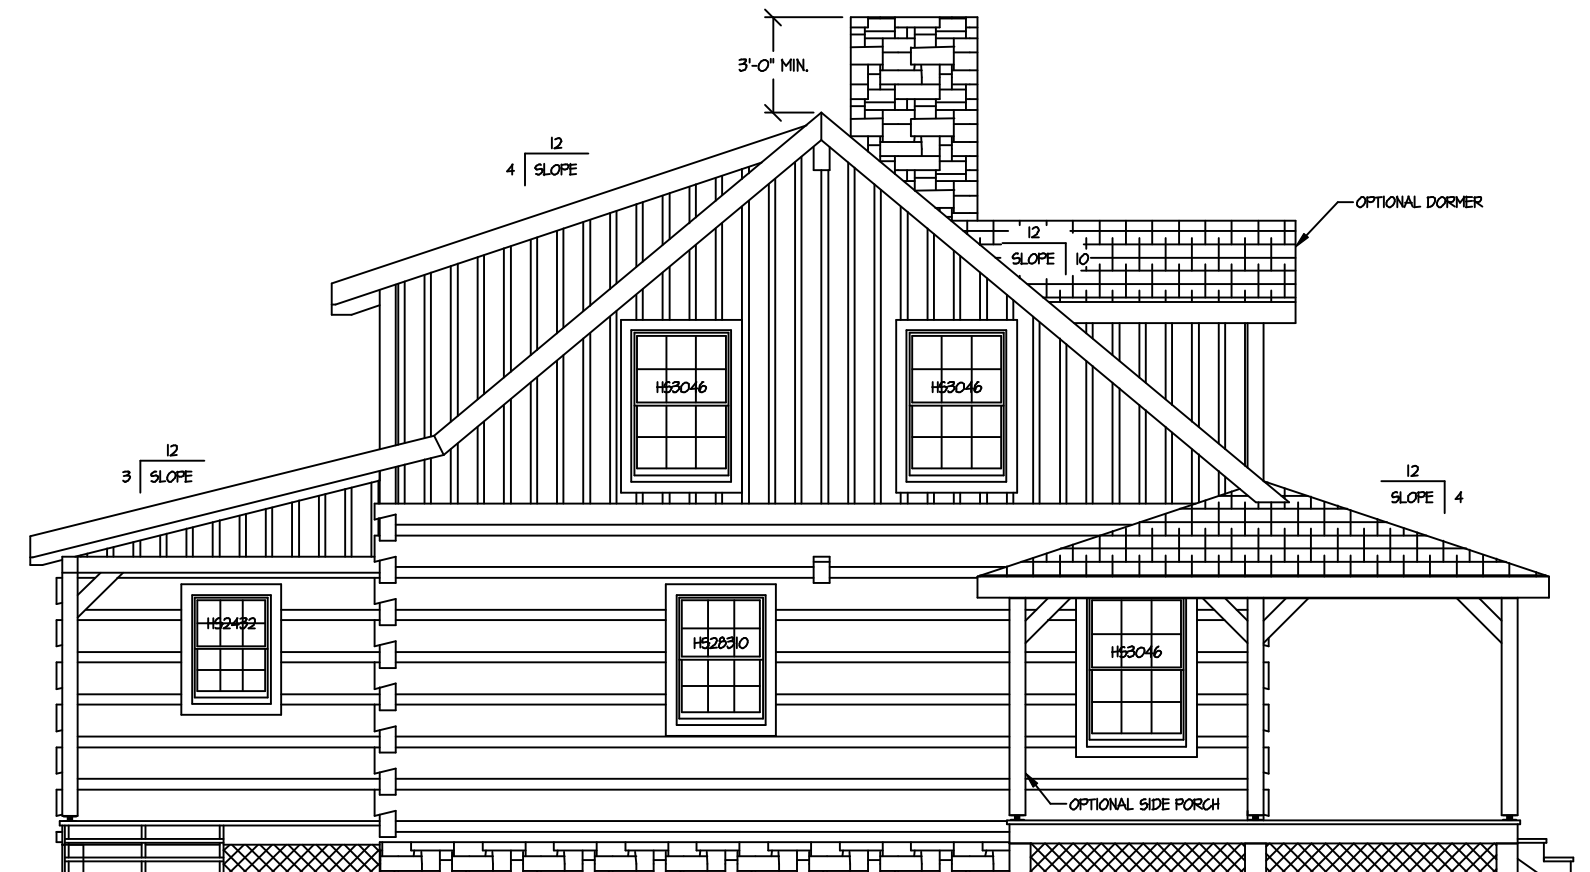 3'-0" MIN.
12
4 SLOPE
OPTIONAL DORMER
12
SLOPE 10
HS3046
HS3046
12
3 SLOPE
12
SLOPE 4
HS2432
HS28310
HS3046
OPTIONAL SIDE PORCH